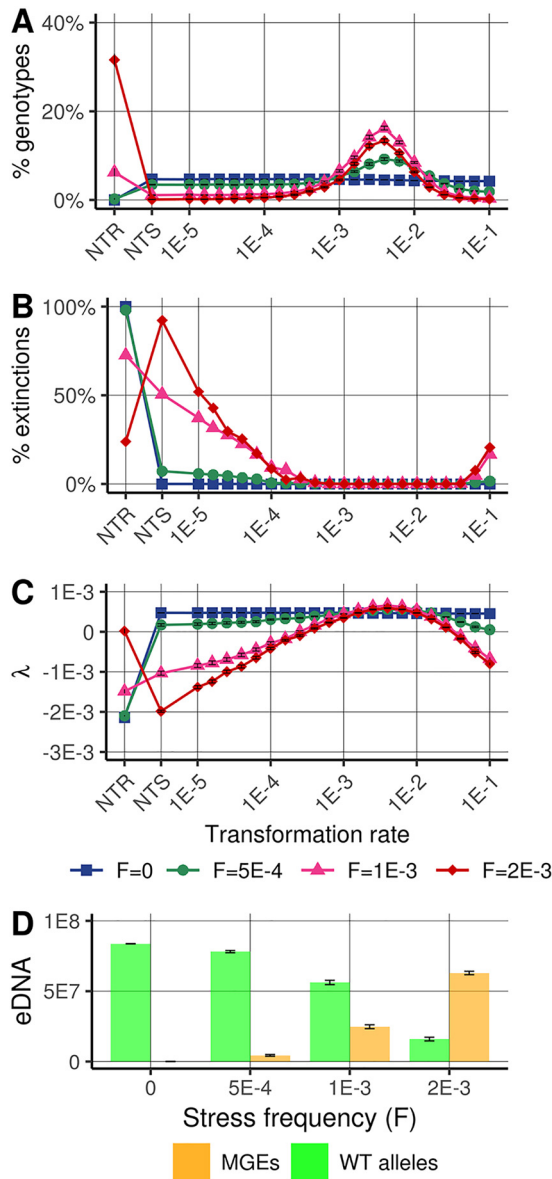 A
% genotypes
40%
20%
0%
NTR NTS 1E-5 1E-4 1E-3 1E-2 1E-1
B
% extinctions
100%
50%
0%
NTR NTS 1E-5 1E-4 1E-3 1E-2 1E-1
C
λ
1E-3
0
-1E-3
-2E-3
-3E-3
NTR NTS 1E-5 1E-4 1E-3 1E-2 1E-1
Transformation rate
F=0 F=5E-4 F=1E-3 F=2E-3
D
eDNA
1E8
5E7
0
0 5E-4 1E-3 2E-3
Stress frequency (F)
MGEs WT alleles